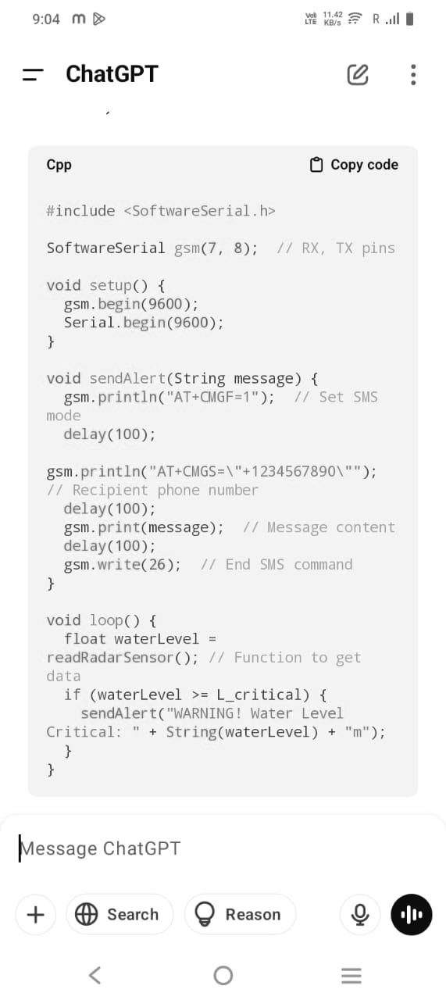 9:04
Vo)) LTE 11.42 KB/s R
ChatGPT
Cpp Copy code
#include <SoftwareSerial.h>
SoftwareSerial gsm(7, 8);  // RX, TX pins
void setup() {
  gsm.begin(9600);
  Serial.begin(9600);
}
void sendAlert(String message) {
  gsm.println("AT+CMGF=1");  // Set SMS
mode
  delay(100);
gsm.println("AT+CMGS=\"+1234567890\"");
// Recipient phone number
  delay(100);
  gsm.print(message);  // Message content
  delay(100);
  gsm.write(26);  // End SMS command
}
void loop() {
  float waterLevel =
readRadarSensor(); // Function to get
data
  if (waterLevel >= L_critical) {
    sendAlert("WARNING! Water Level
Critical: " + String(waterLevel) + "m");
  }
}
Message ChatGPT
Search Reason